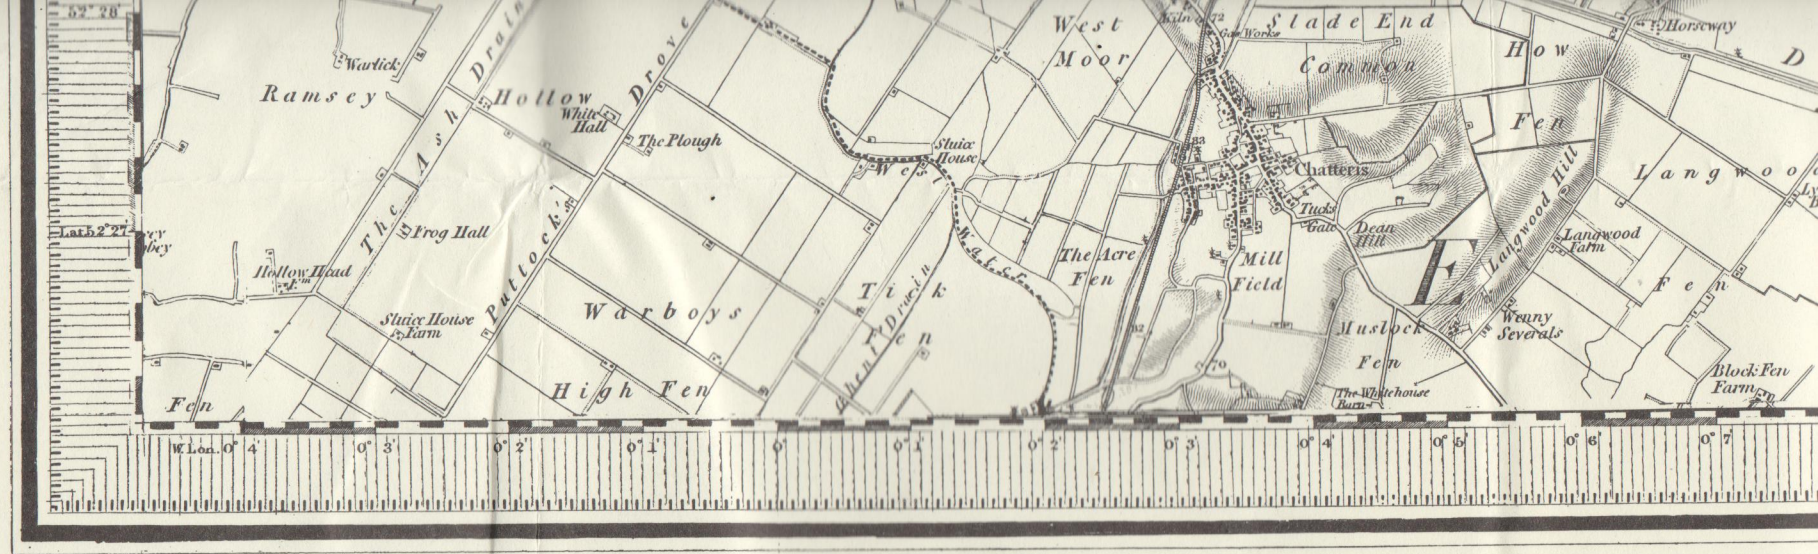 52° 28'
Drain
Drove
West
Moor
Kiln
72
Gas Works
Slade End
Common
How
Fen
Horseway
D
Warlick
Ramsey
The Ash
Hollow
White
Hall
The Plough
Sluice
House
West
Water
83
Chatteris
Langwood Hill
Langwood
Lat. 52° 27'
Frog Hall
Puttock's
Tucks
Gate
Dean
Hill
Langwood
Farm
Hollow Head
Fm
The Acre
Fen
Mill
Field
E
Fen
Sluice House
Farm
Warboys
Tick
Fen
Drain
82
Muslock
Fen
Wenny
Severals
70
Block Fen
Farm
Fen
High Fen
The Whitehouse
Barn
W. Lon. 0° 4' 0° 3' 0° 2' 0° 1' 0° 0° 1' 0° 2' 0° 3' 0° 4' 0° 5' 0° 6' 0° 7'